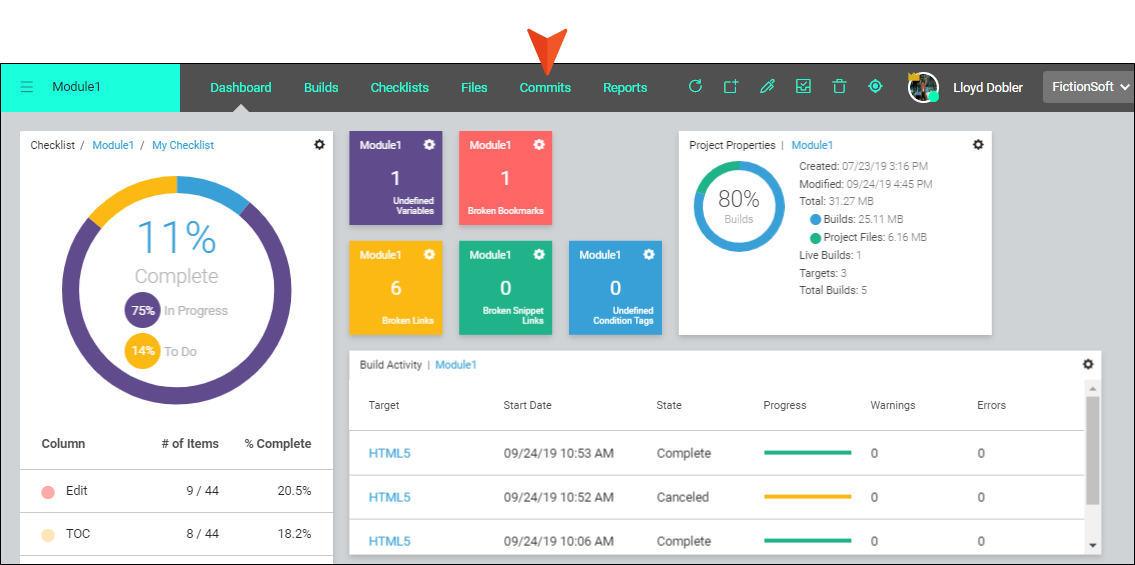 Module1
Dashboard Builds Checklists Files Commits Reports
Lloyd Dobler
FictionSoft
Checklist / Module1 / My Checklist
11%
Complete
75% In Progress
14% To Do
Column # of Items % Complete
Edit 9 / 44 20.5%
TOC 8 / 44 18.2%
Module1
1
Undefined
Variables
Module1
1
Broken Bookmarks
Module1
6
Broken Links
Module1
0
Broken Snippet
Links
Module1
0
Undefined
Condition Tags
Project Properties | Module1
80%
Builds
Created: 07/23/19 3:16 PM
Modified: 09/24/19 4:45 PM
Total: 31.27 MB
Builds: 25.11 MB
Project Files: 6.16 MB
Live Builds: 1
Targets: 3
Total Builds: 5
Build Activity | Module1
Target Start Date State Progress Warnings Errors
HTML5 09/24/19 10:53 AM Complete 0 0
HTML5 09/24/19 10:52 AM Canceled 0 0
HTML5 09/24/19 10:06 AM Complete 0 0